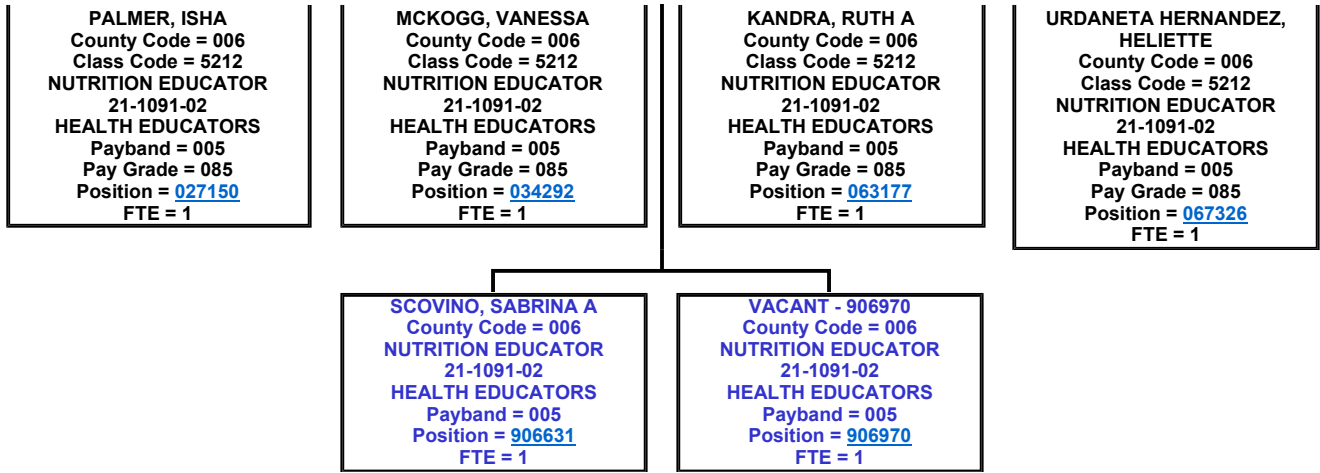 PALMER, ISHA
County Code = 006
Class Code = 5212
NUTRITION EDUCATOR
21-1091-02
HEALTH EDUCATORS
Payband = 005
Pay Grade = 085
Position = 027150
FTE = 1
MCKOGG, VANESSA
County Code = 006
Class Code = 5212
NUTRITION EDUCATOR
21-1091-02
HEALTH EDUCATORS
Payband = 005
Pay Grade = 085
Position = 034292
FTE = 1
KANDRA, RUTH A
County Code = 006
Class Code = 5212
NUTRITION EDUCATOR
21-1091-02
HEALTH EDUCATORS
Payband = 005
Pay Grade = 085
Position = 063177
FTE = 1
URDANETA HERNANDEZ,
HELIETTE
County Code = 006
Class Code = 5212
NUTRITION EDUCATOR
21-1091-02
HEALTH EDUCATORS
Payband = 005
Pay Grade = 085
Position = 067326
FTE = 1
SCOVINO, SABRINA A
County Code = 006
NUTRITION EDUCATOR
21-1091-02
HEALTH EDUCATORS
Payband = 005
Position = 906631
FTE = 1
VACANT - 906970
County Code = 006
NUTRITION EDUCATOR
21-1091-02
HEALTH EDUCATORS
Payband = 005
Position = 906970
FTE = 1